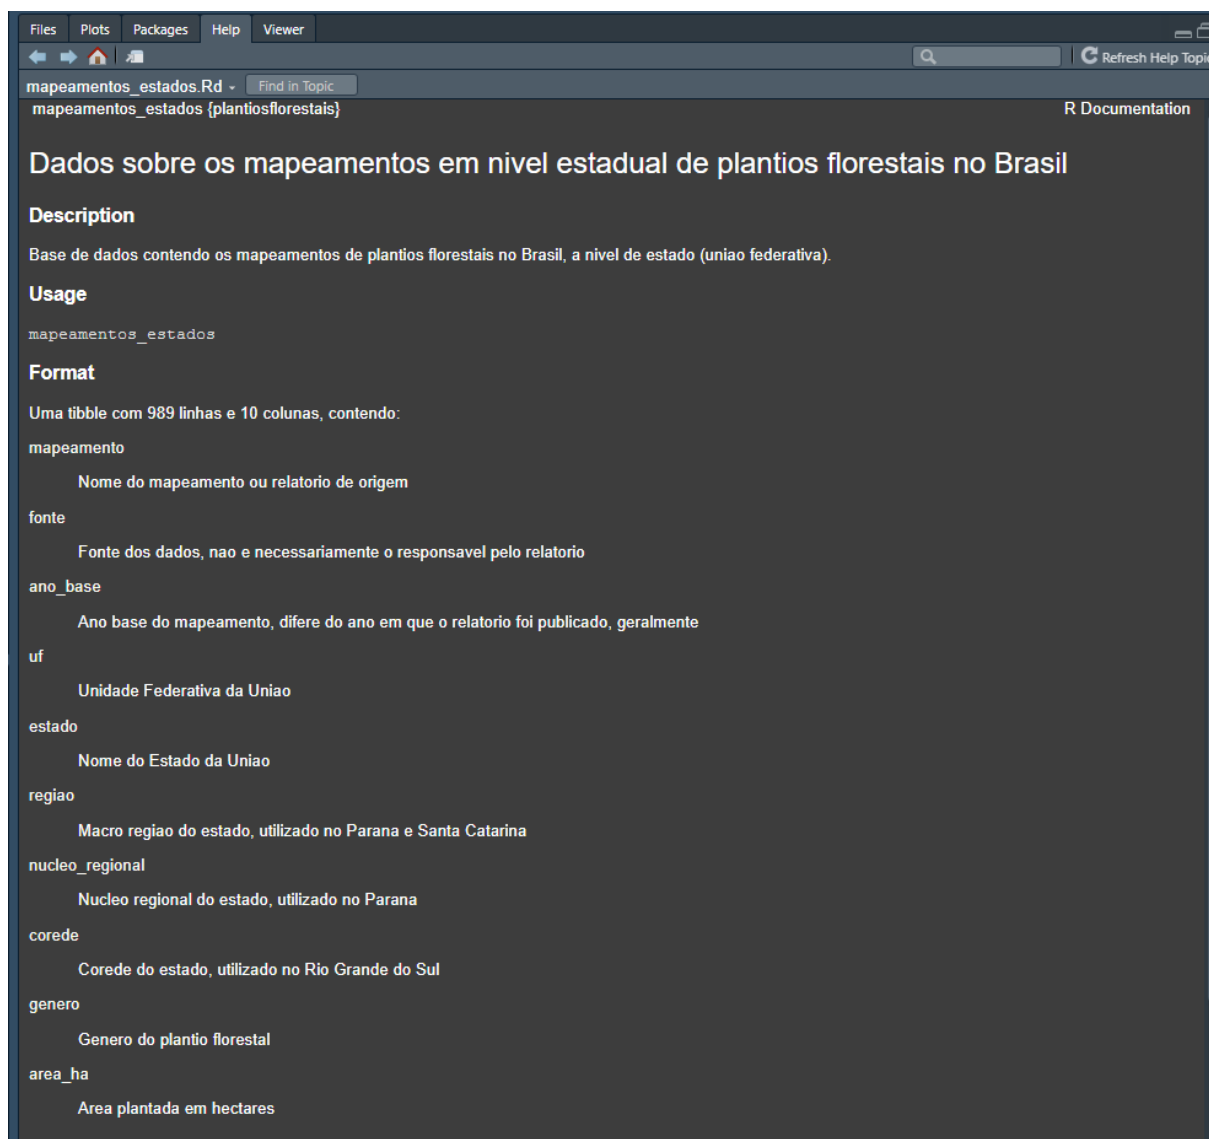 Files Plots Packages Help Viewer
Refresh Help Topic
mapeamentos_estados.Rd Find in Topic
mapeamentos_estados {plantiosflorestais} R Documentation
Dados sobre os mapeamentos em nivel estadual de plantios florestais no Brasil
Description
Base de dados contendo os mapeamentos de plantios florestais no Brasil, a nivel de estado (uniao federativa).
Usage
mapeamentos_estados
Format
Uma tibble com 989 linhas e 10 colunas, contendo:
mapeamento
Nome do mapeamento ou relatorio de origem
fonte
Fonte dos dados, nao e necessariamente o responsavel pelo relatorio
ano_base
Ano base do mapeamento, difere do ano em que o relatorio foi publicado, geralmente
uf
Unidade Federativa da Uniao
estado
Nome do Estado da Uniao
regiao
Macro regiao do estado, utilizado no Parana e Santa Catarina
nucleo_regional
Nucleo regional do estado, utilizado no Parana
corede
Corede do estado, utilizado no Rio Grande do Sul
genero
Genero do plantio florestal
area_ha
Area plantada em hectares